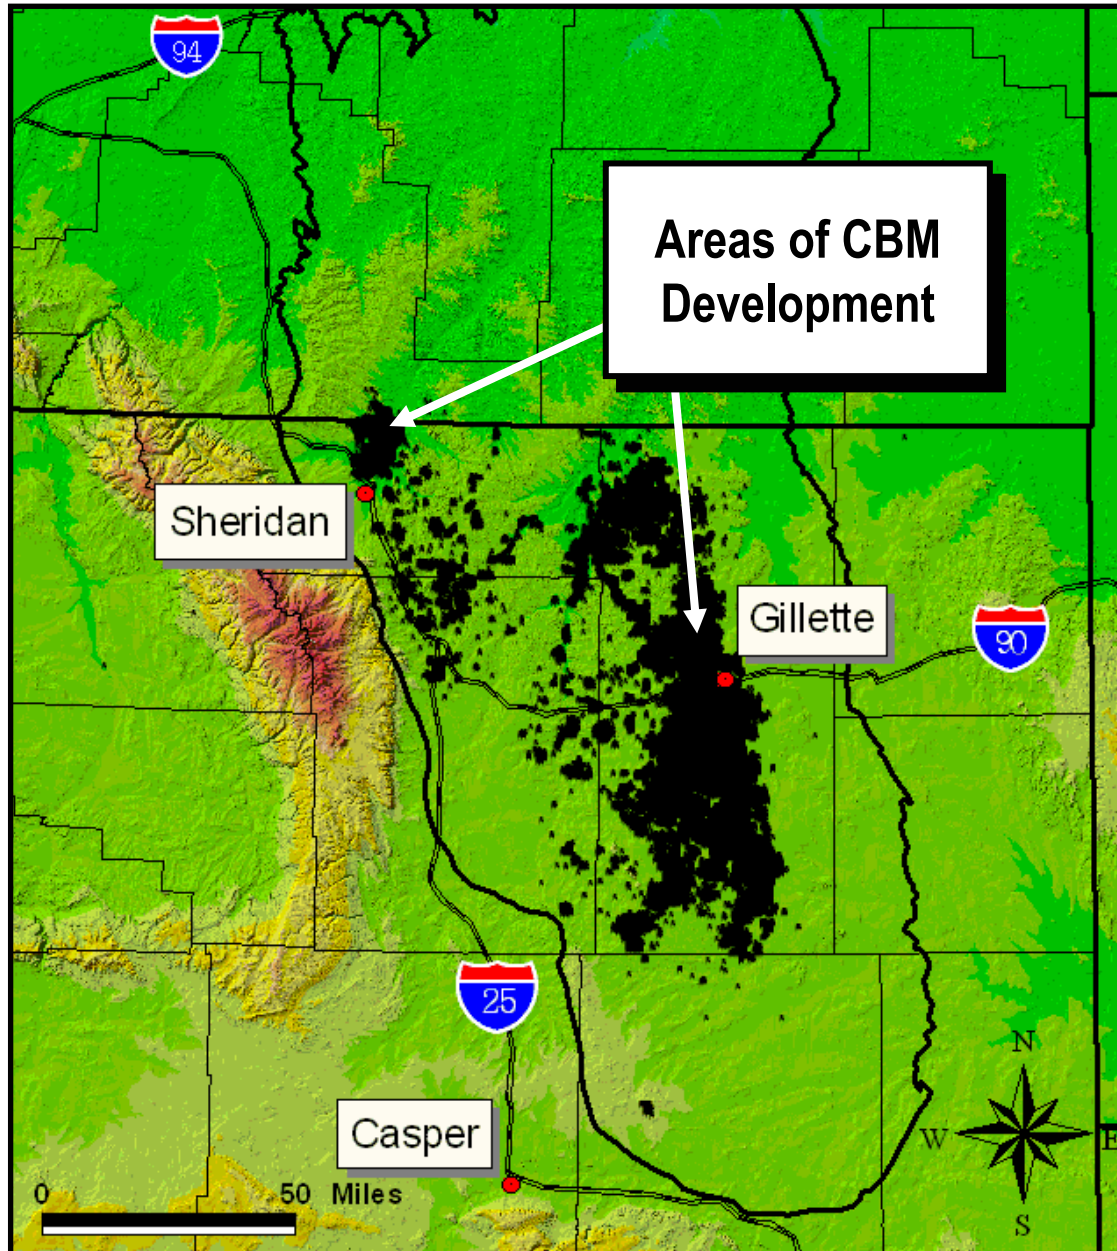 94
Areas of CBM
Development
Sheridan
Gillette
90
25
N
Casper
W
E
0 50 Miles
S